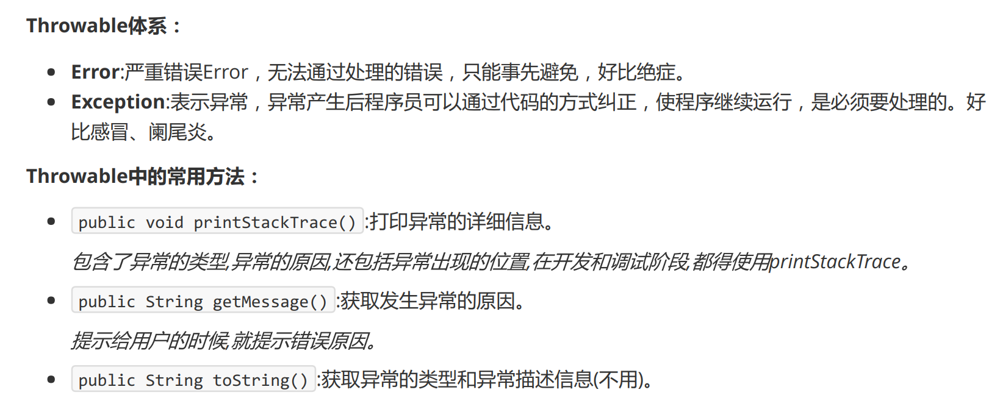 Throwable体系：
Error:严重错误Error，无法通过处理的错误，只能事先避免，好比绝症。
Exception:表示异常，异常产生后程序员可以通过代码的方式纠正，使程序继续运行，是必须要处理的。好
比感冒、阑尾炎。
Throwable中的常用方法：
public void printStackTrace():打印异常的详细信息。
包含了异常的类型,异常的原因,还包括异常出现的位置,在开发和调试阶段,都得使用printStackTrace。
public String getMessage():获取发生异常的原因。
提示给用户的时候,就提示错误原因。
public String toString():获取异常的类型和异常描述信息(不用)。